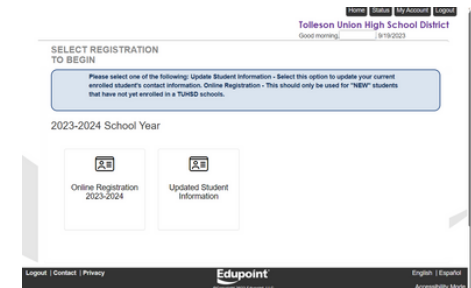 Home Status My Account Logout
Tolleson Union High School District
Good morning, 9/19/2023
SELECT REGISTRATION
TO BEGIN
Please select one of the following: Update Student Information - Select this option to update your current
enrolled student's contact information. Online Registration - This should only be used for "NEW" students
that have not yet enrolled in a TUHSD schools.
2023-2024 School Year
Online Registration
2023-2024
Updated Student
Information
Logout | Contact | Privacy
Edupoint
English | Español
Accessibility Mode